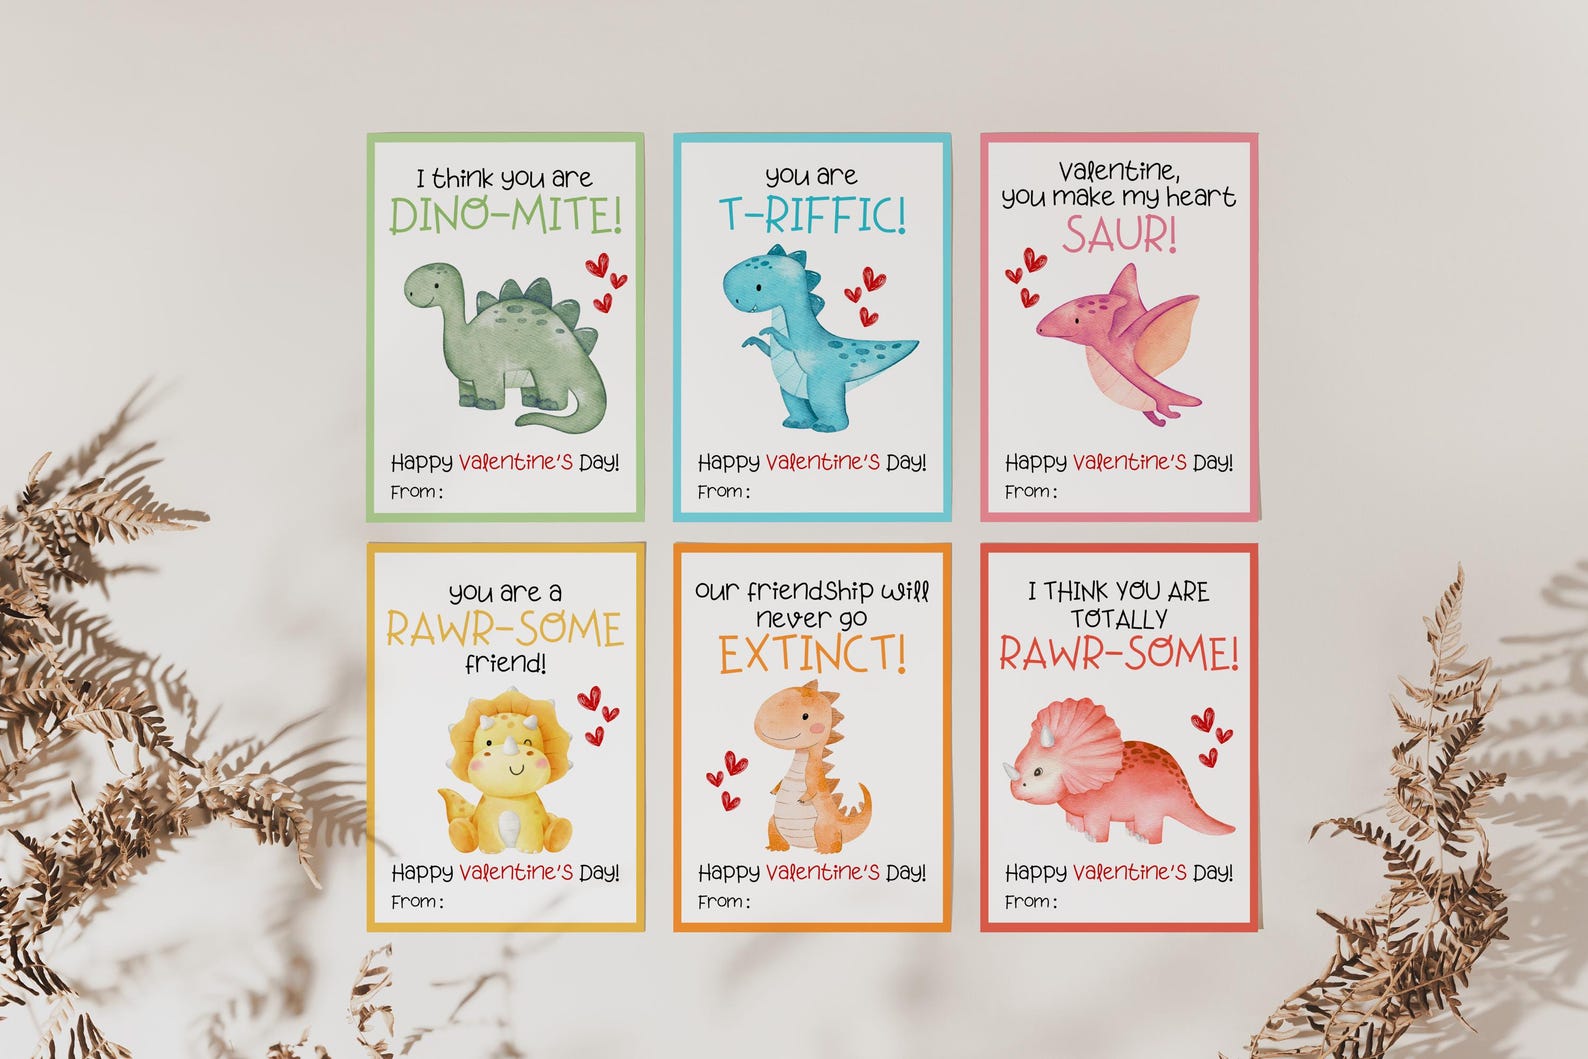 I think you are
DINO-MITE!
Happy Valentine's Day!
From:
you are
T-RIFFIC!
Happy Valentine's Day!
From:
Valentine,
you make my heart
SAUR!
Happy Valentine's Day!
From:
you are a
RAWR-SOME
friend!
Happy Valentine's Day!
From:
our friendship will
never go
EXTINCT!
Happy Valentine's Day!
From:
I THINK YOU ARE
TOTALLY
RAWR-SOME!
Happy Valentine's Day!
From: